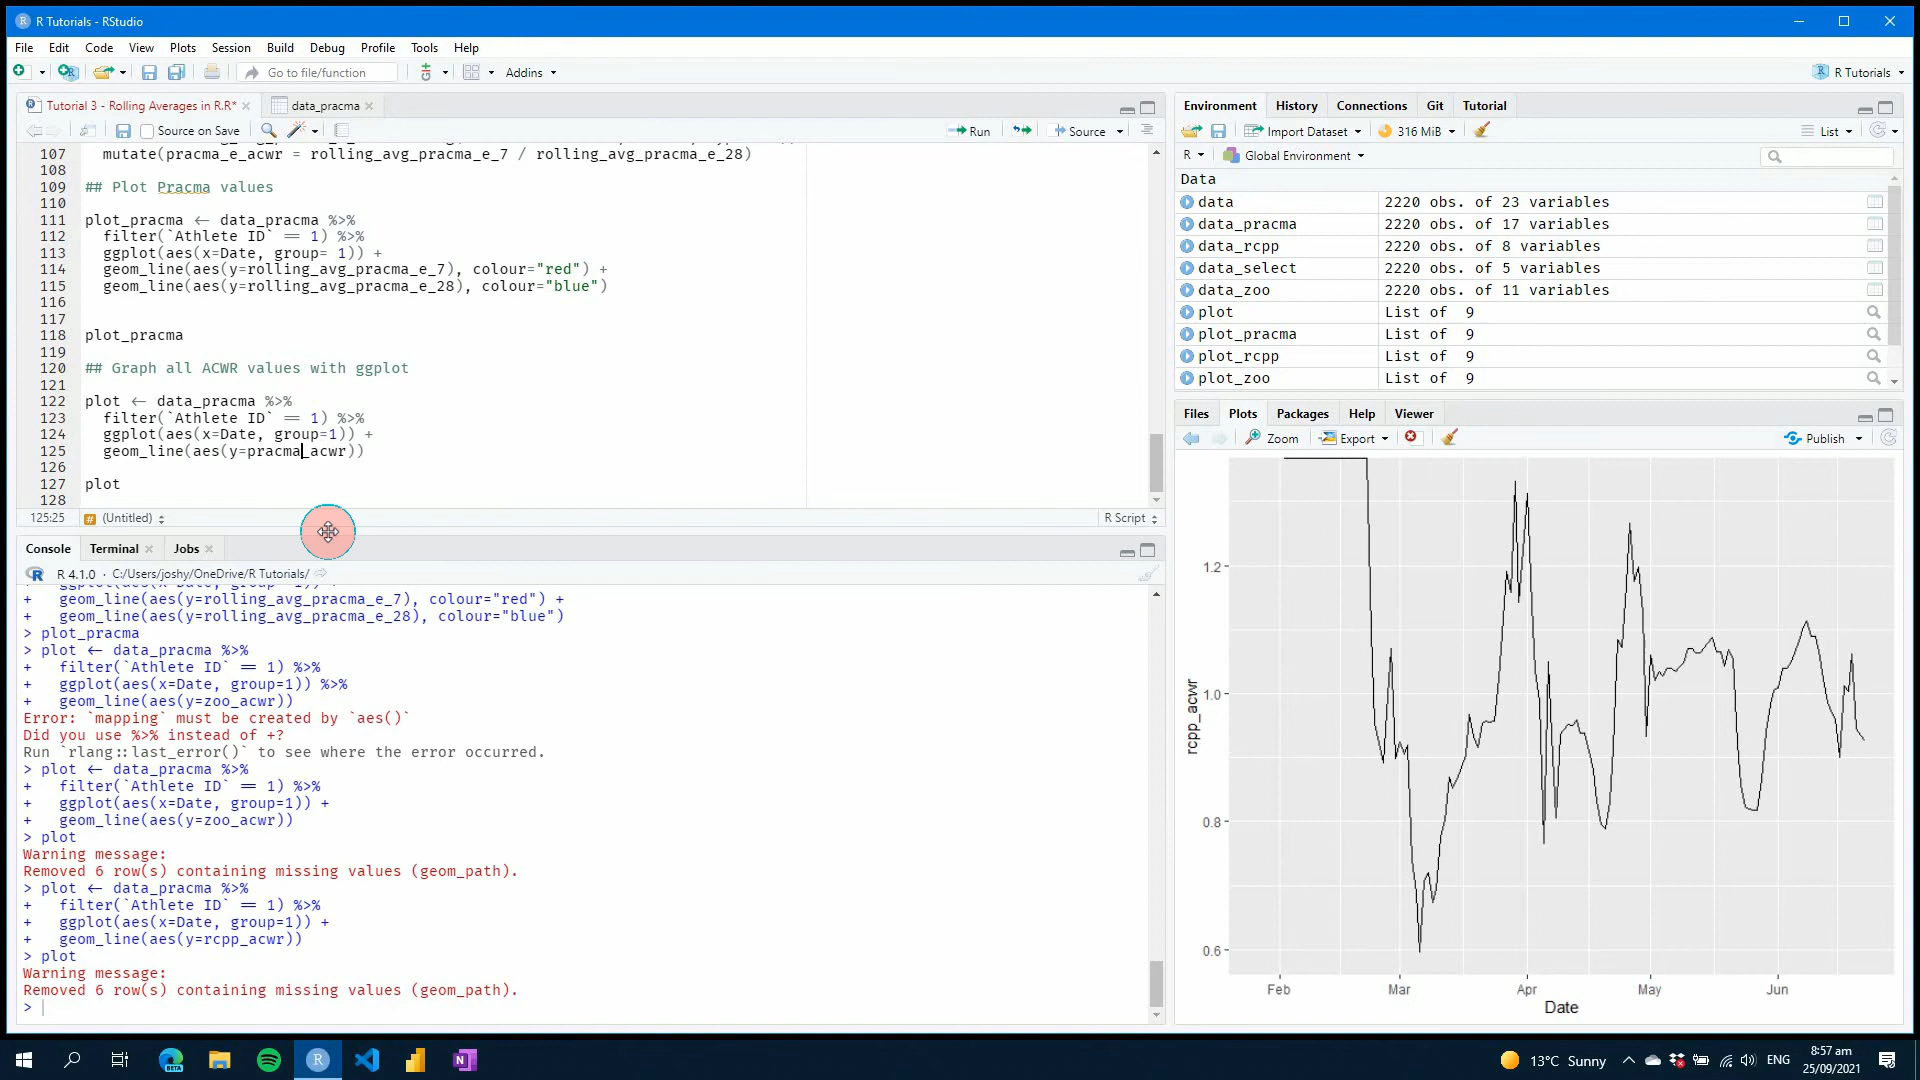 R Tutorials - RStudio
File Edit Code View Plots Session Build Debug Profile Tools Help
Go to file/function Addins R Tutorials
Tutorial 3 - Rolling Averages in R.R* data_pracma
Source on Save Run Source
107 mutate(pracma_e_acwr = rolling_avg_pracma_e_7 / rolling_avg_pracma_e_28)
108
109 ## Plot Pracma values
110
111 plot_pracma <- data_pracma %>%
112 filter(`Athlete ID` == 1) %>%
113 ggplot(aes(x=Date, group= 1)) +
114 geom_line(aes(y=rolling_avg_pracma_e_7), colour="red") +
115 geom_line(aes(y=rolling_avg_pracma_e_28), colour="blue")
116
117
118 plot_pracma
119
120 ## Graph all ACWR values with ggplot
121
122 plot <- data_pracma %>%
123 filter(`Athlete ID` == 1) %>%
124 ggplot(aes(x=Date, group=1)) +
125 geom_line(aes(y=pracma_acwr))
126
127 plot
128
125:25 # (Untitled) R Script
Console Terminal Jobs
R 4.1.0 · C:/Users/joshy/OneDrive/R Tutorials/
+ geom_line(aes(y=rolling_avg_pracma_e_7), colour="red") +
+ geom_line(aes(y=rolling_avg_pracma_e_28), colour="blue")
> plot_pracma
> plot <- data_pracma %>%
+ filter(`Athlete ID` == 1) %>%
+ ggplot(aes(x=Date, group=1)) %>%
+ geom_line(aes(y=zoo_acwr))
Error: `mapping` must be created by `aes()`
Did you use %>% instead of +?
Run `rlang::last_error()` to see where the error occurred.
> plot <- data_pracma %>%
+ filter(`Athlete ID` == 1) %>%
+ ggplot(aes(x=Date, group=1)) +
+ geom_line(aes(y=zoo_acwr))
> plot
Warning message:
Removed 6 row(s) containing missing values (geom_path).
> plot <- data_pracma %>%
+ filter(`Athlete ID` == 1) %>%
+ ggplot(aes(x=Date, group=1)) +
+ geom_line(aes(y=rcpp_acwr))
> plot
Warning message:
Removed 6 row(s) containing missing values (geom_path).
>
Environment History Connections Git Tutorial
Import Dataset 316 MiB List
R Global Environment
Data
data 2220 obs. of 23 variables
data_pracma 2220 obs. of 17 variables
data_rcpp 2220 obs. of 8 variables
data_select 2220 obs. of 5 variables
data_zoo 2220 obs. of 11 variables
plot List of 9
plot_pracma List of 9
plot_rcpp List of 9
plot_zoo List of 9
Files Plots Packages Help Viewer
Zoom Export Publish
1.2
1.0
0.8
0.6
rcpp_acwr
Feb Mar Apr May Jun
Date
BETA
13°C Sunny ENG 8:57 am
25/09/2021